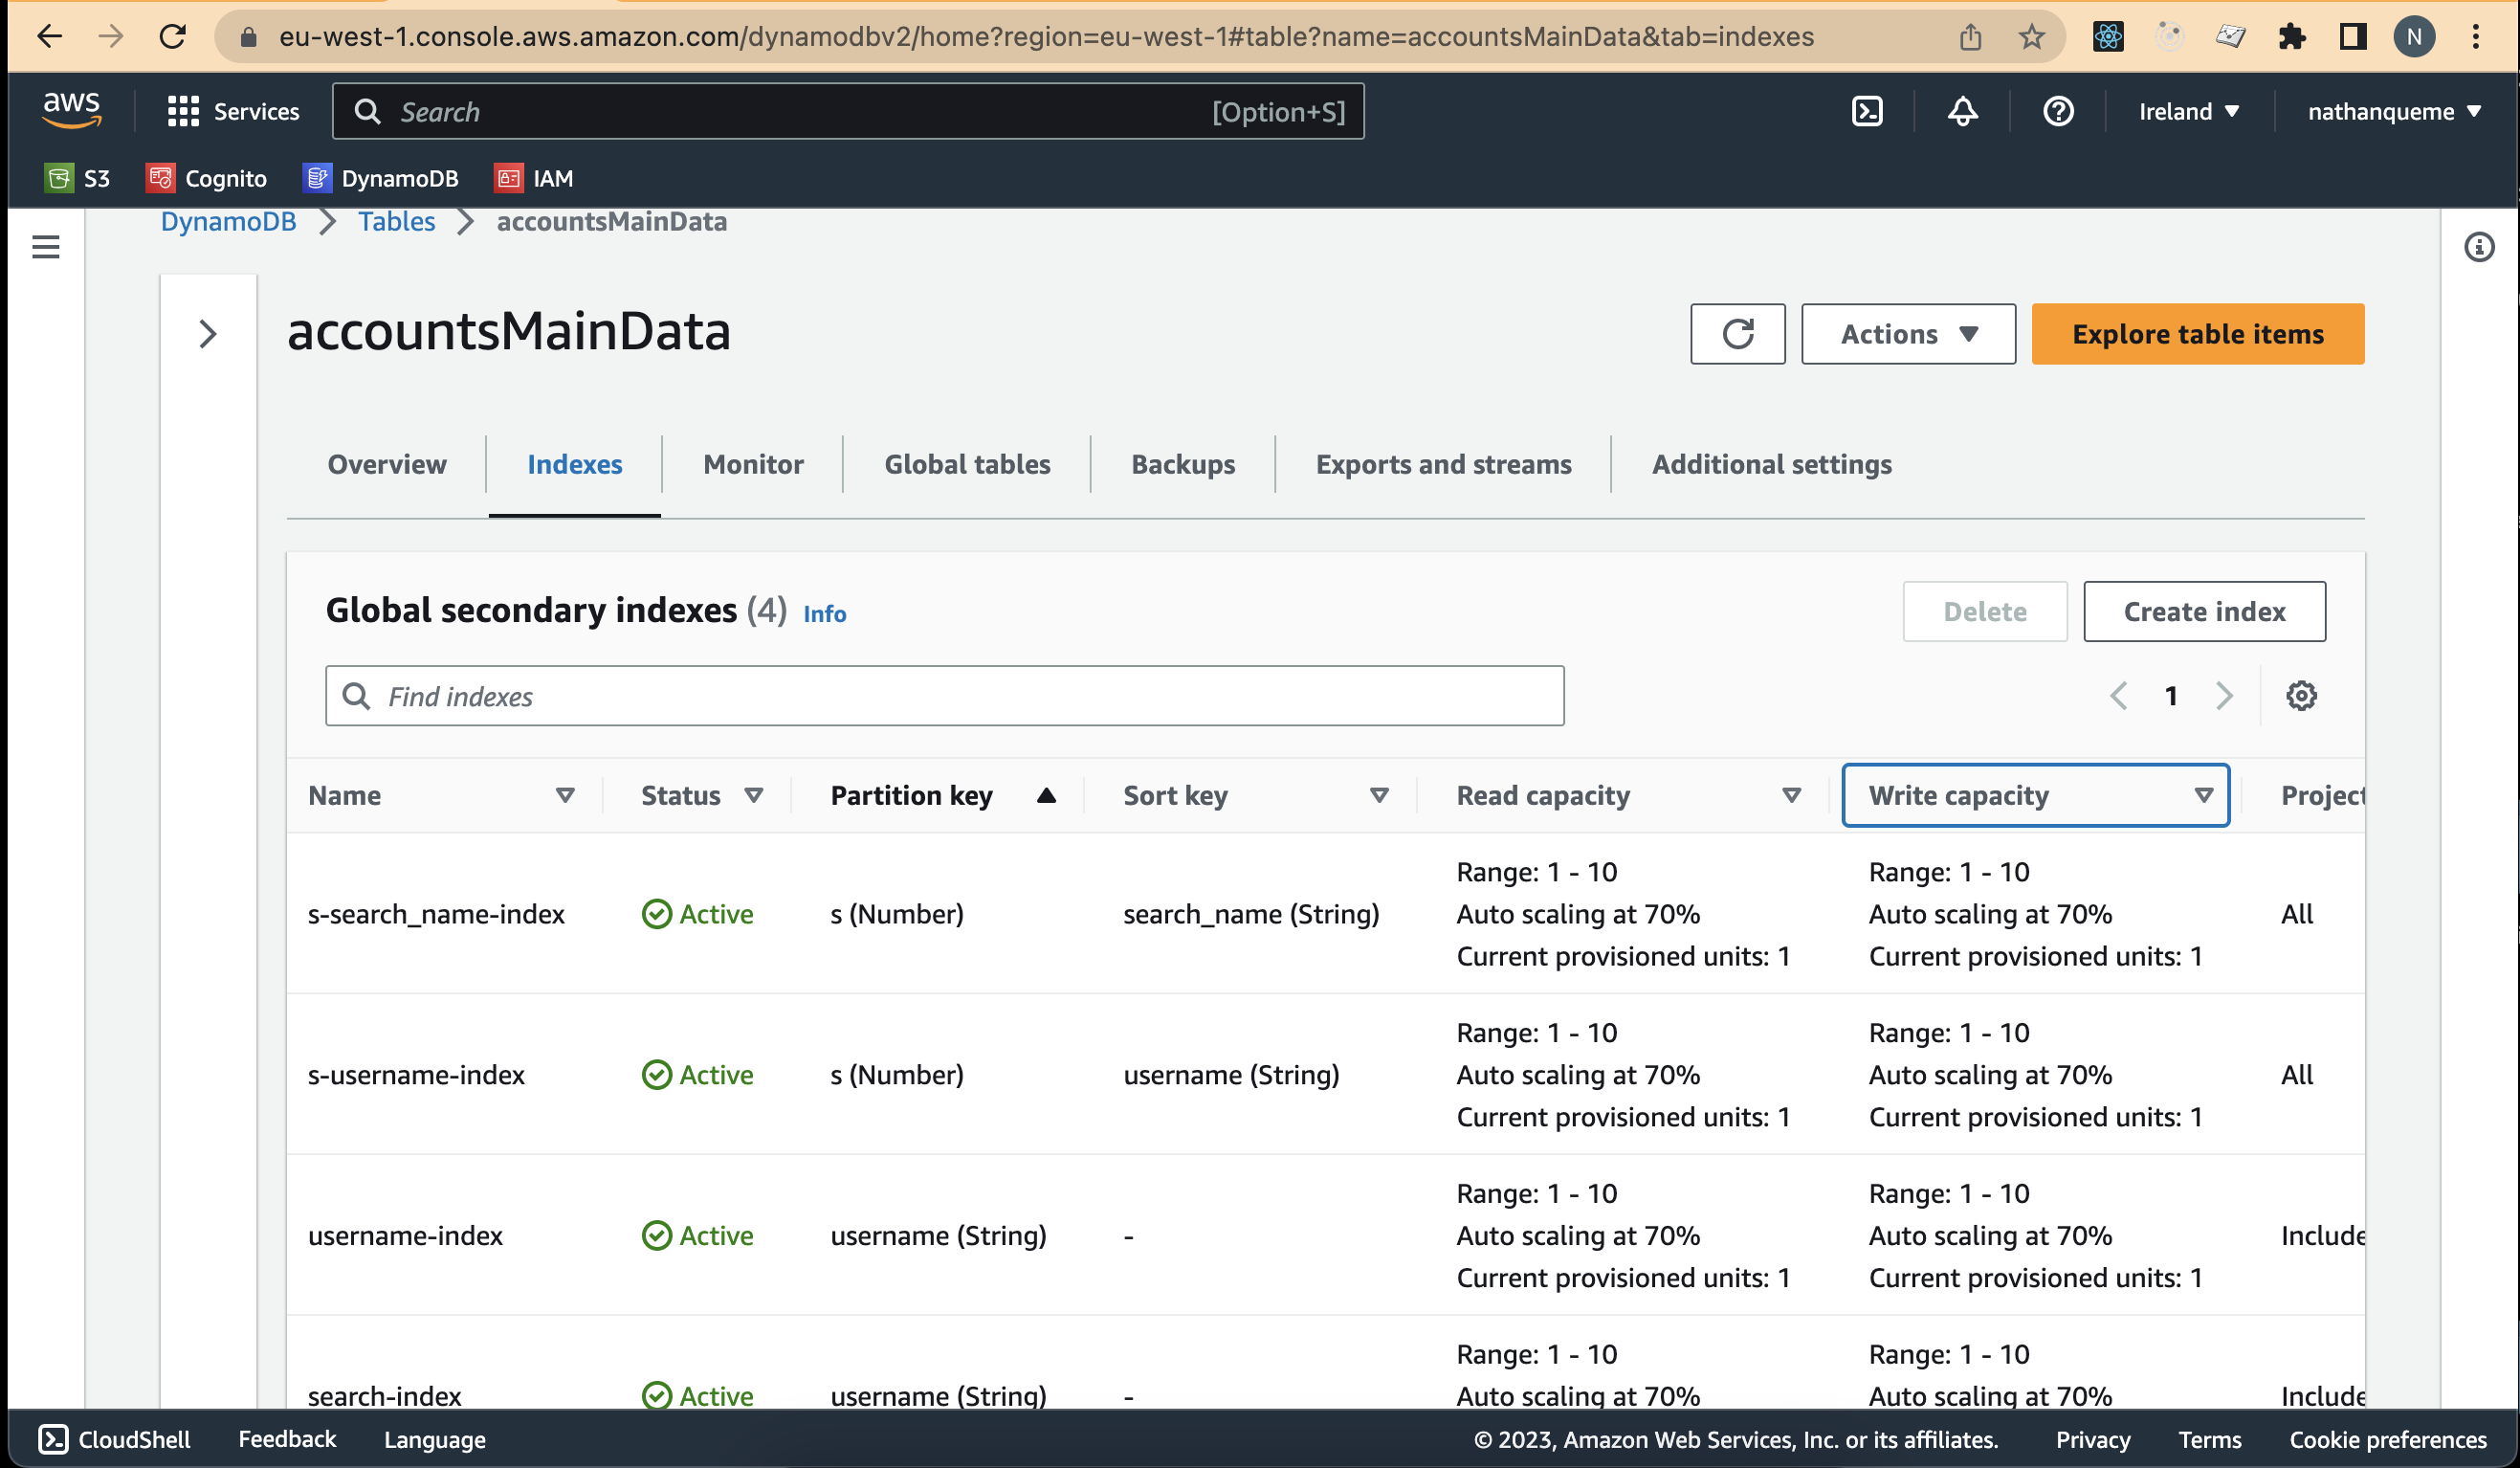 eu-west-1.console.aws.amazon.com/dynamodbv2/home?region=eu-west-1#table?name=accountsMainData&tab=indexes
N
aws
Services
Search
[Option+S]
Ireland
nathanqueme
S3
Cognito
DynamoDB
IAM
DynamoDB > Tables > accountsMainData
accountsMainData
Actions
Explore table items
Overview
Indexes
Monitor
Global tables
Backups
Exports and streams
Additional settings
Global secondary indexes (4) Info
Delete
Create index
Find indexes
1
Name Status Partition key Sort key Read capacity Write capacity Project
Range: 1 - 10 Range: 1 - 10
s-search_name-index Active s (Number) search_name (String) Auto scaling at 70% Auto scaling at 70% All
Current provisioned units: 1 Current provisioned units: 1
Range: 1 - 10 Range: 1 - 10
s-username-index Active s (Number) username (String) Auto scaling at 70% Auto scaling at 70% All
Current provisioned units: 1 Current provisioned units: 1
Range: 1 - 10 Range: 1 - 10
username-index Active username (String) - Auto scaling at 70% Auto scaling at 70% Include
Current provisioned units: 1 Current provisioned units: 1
Range: 1 - 10 Range: 1 - 10
search-index Active username (String) - Auto scaling at 70% Auto scaling at 70% Include
CloudShell
Feedback
Language
© 2023, Amazon Web Services, Inc. or its affiliates.
Privacy
Terms
Cookie preferences